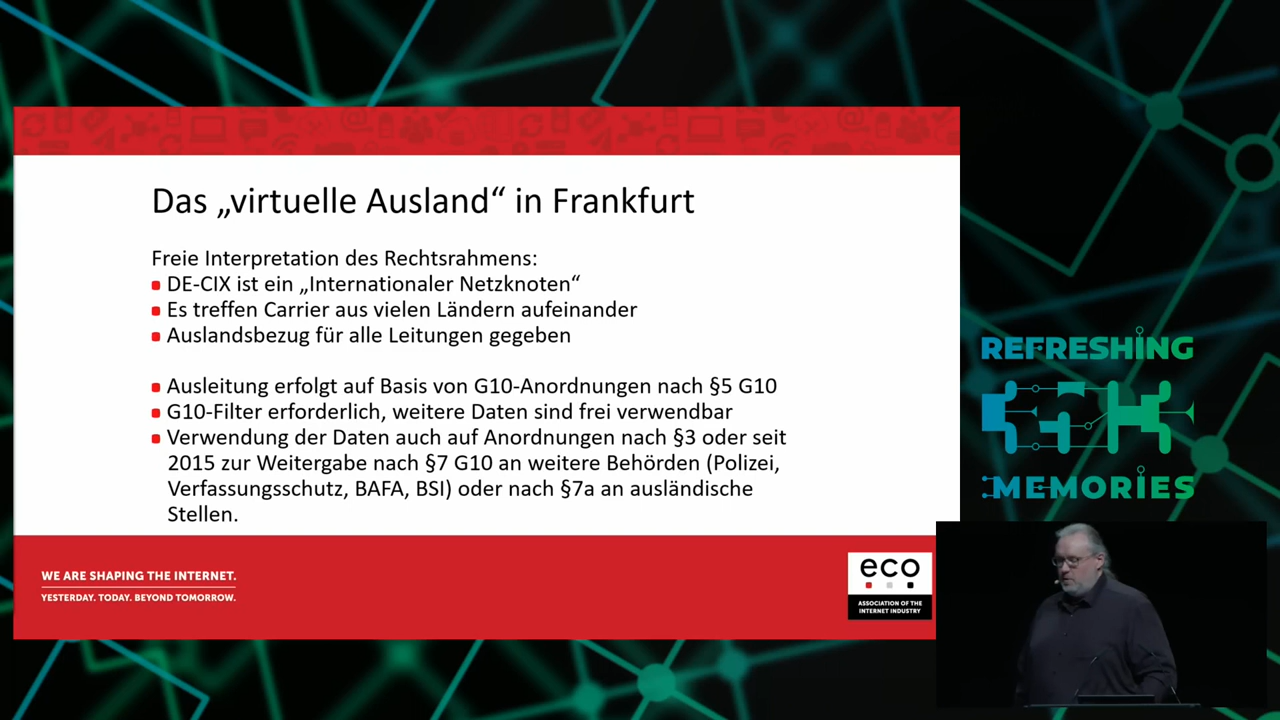 Das „virtuelle Ausland“ in Frankfurt
Freie Interpretation des Rechtsrahmens:
DE-CIX ist ein „Internationaler Netzknoten“
Es treffen Carrier aus vielen Ländern aufeinander
Auslandsbezug für alle Leitungen gegeben
Ausleitung erfolgt auf Basis von G10-Anordnungen nach §5 G10
G10-Filter erforderlich, weitere Daten sind frei verwendbar
Verwendung der Daten auch auf Anordnungen nach §3 oder seit
2015 zur Weitergabe nach §7 G10 an weitere Behörden (Polizei,
Verfassungsschutz, BAFA, BSI) oder nach §7a an ausländische
Stellen.
WE ARE SHAPING THE INTERNET.
YESTERDAY. TODAY. BEYOND TOMORROW.
eco
ASSOCIATION OF THE
INTERNET INDUSTRY
REFRESHING
MEMORIES